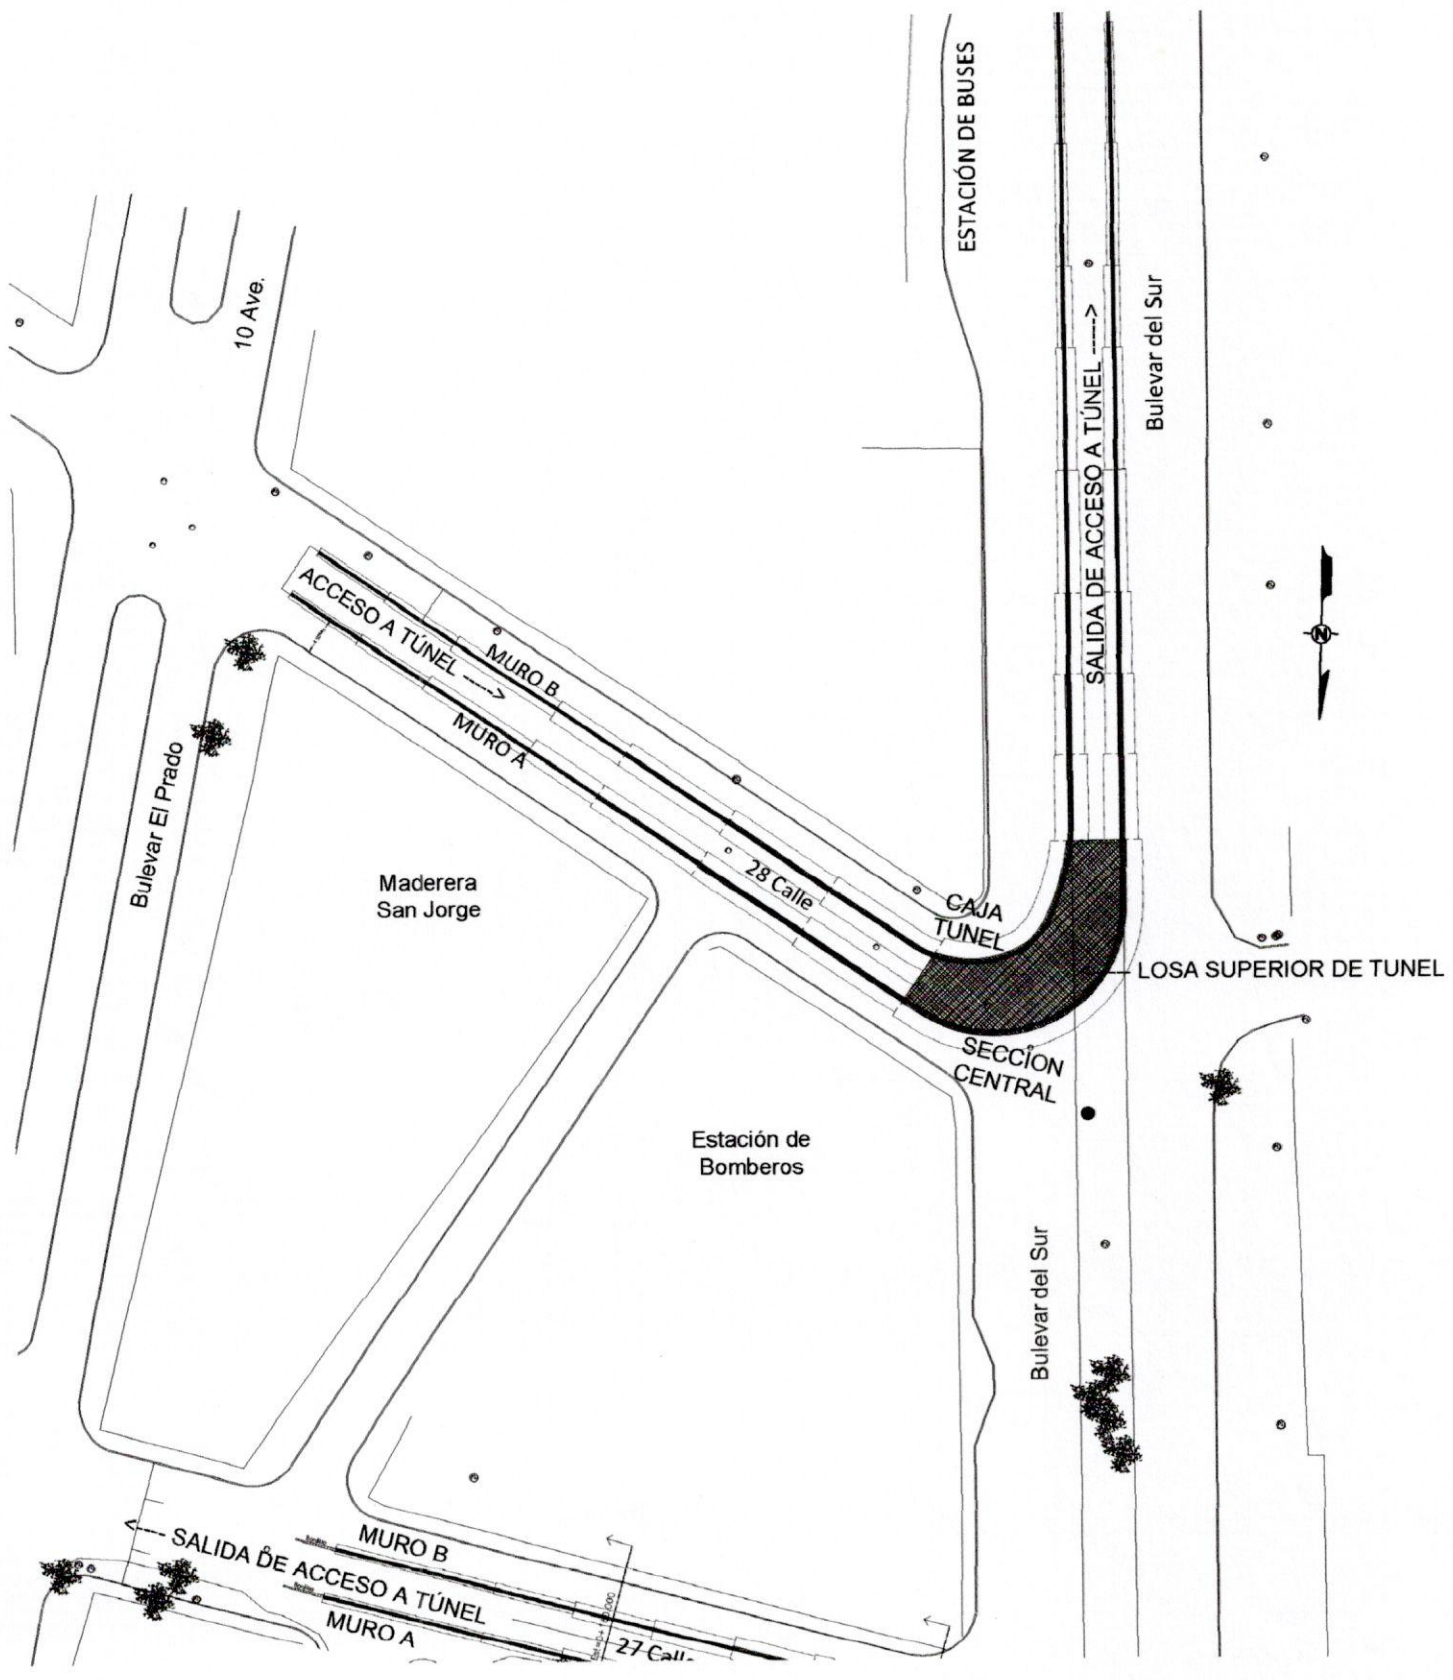 ESTACIÓN DE BUSES
10 Ave.
Bulevar del Sur
SALIDA DE ACCESO A TÚNEL ----->
ACCESO A TÚNEL ---->
MURO B
MURO A
N
Bulevar El Prado
28 Calle
Maderera
San Jorge
CAJA
TUNEL
LOSA SUPERIOR DE TUNEL
SECCÍON
CENTRAL
Estación de
Bomberos
Bulevar del Sur
<---- SALIDA DE ACCESO A TÚNEL
MURO B
MURO A
27 Calle